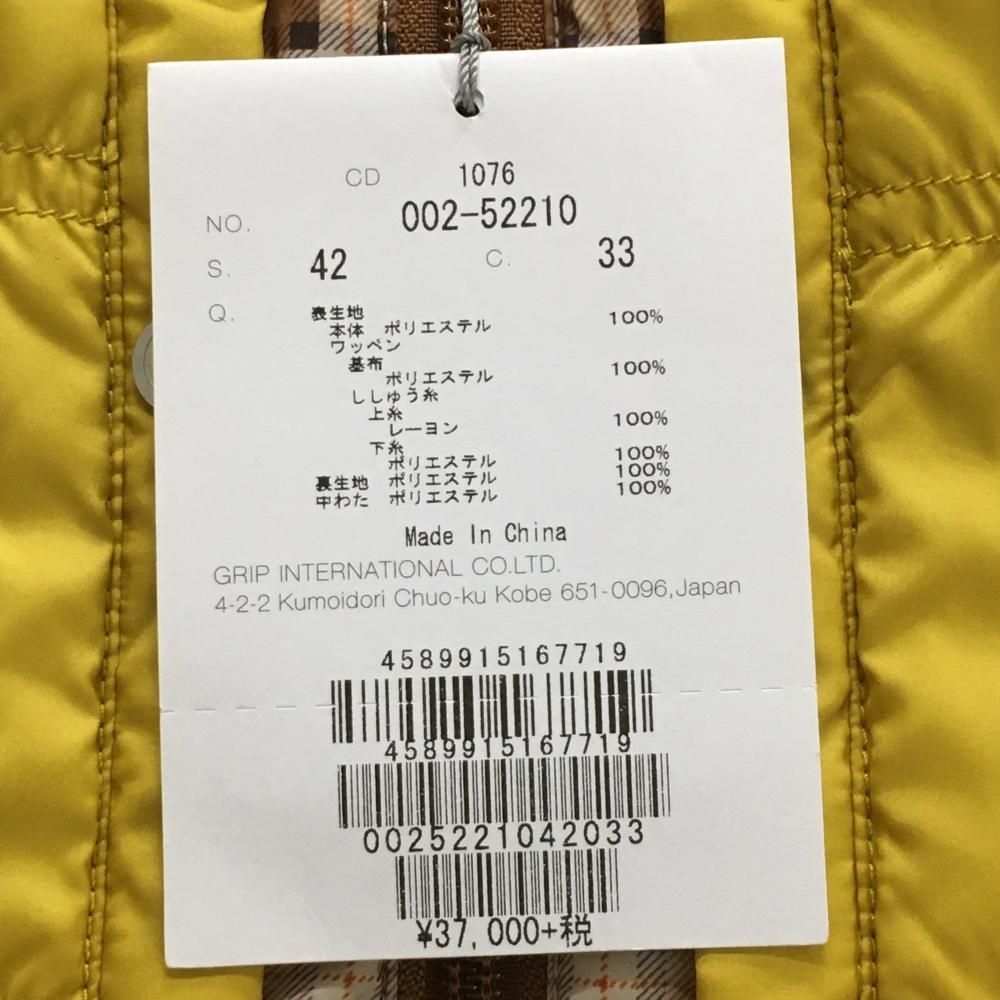 CD 1076
NO. 002-52210
S. 42 C. 33
Q. 表生地
本体 ポリエステル 100%
ワッペン
基布
ポリエステル 100%
ししゅう糸
上糸
レーヨン 100%
下糸
ポリエステル 100%
裏生地 ポリエステル 100%
中わた ポリエステル 100%
Made In China
GRIP INTERNATIONAL CO.LTD.
4-2-2 Kumoidori Chuo-ku Kobe 651-0096,Japan
4589915167719
4589915167719
0025221042033
¥37,000+税